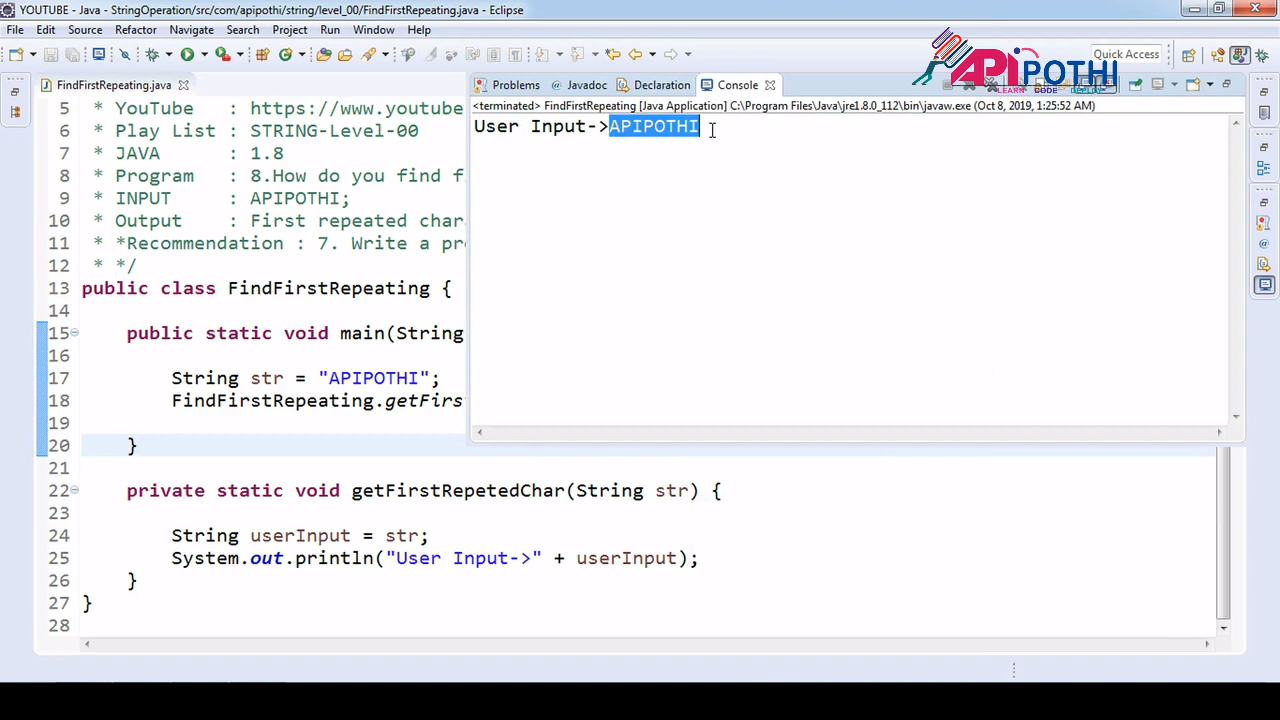 YOUTUBE - Java - StringOperation/src/com/apipothi/string/level_00/FindFirstRepeating.java - Eclipse
File Edit Source Refactor Navigate Search Project Run Window Help
Quick Access
APIPOTHI
LEARN CODE DEPLOY
FindFirstRepeating.java
Problems @ Javadoc Declaration Console
<terminated> FindFirstRepeating [Java Application] C:\Program Files\Java\jre1.8.0_112\bin\javaw.exe (Oct 8, 2019, 1:25:52 AM)
User Input->APIPOTHI
5 * YouTube : https://www.youtube
6 * Play List : STRING-Level-00
7 * JAVA : 1.8
8 * Program : 8.How do you find f
9 * INPUT : APIPOTHI;
10 * Output : First repeated char
11 * *Recommendation : 7. Write a pr
12 * */
13 public class FindFirstRepeating {
14
15 public static void main(String
16
17 String str = "APIPOTHI";
18 FindFirstRepeating.getFirs
19
20 }
21
22 private static void getFirstRepetedChar(String str) {
23
24 String userInput = str;
25 System.out.println("User Input->" + userInput);
26 }
27 }
28